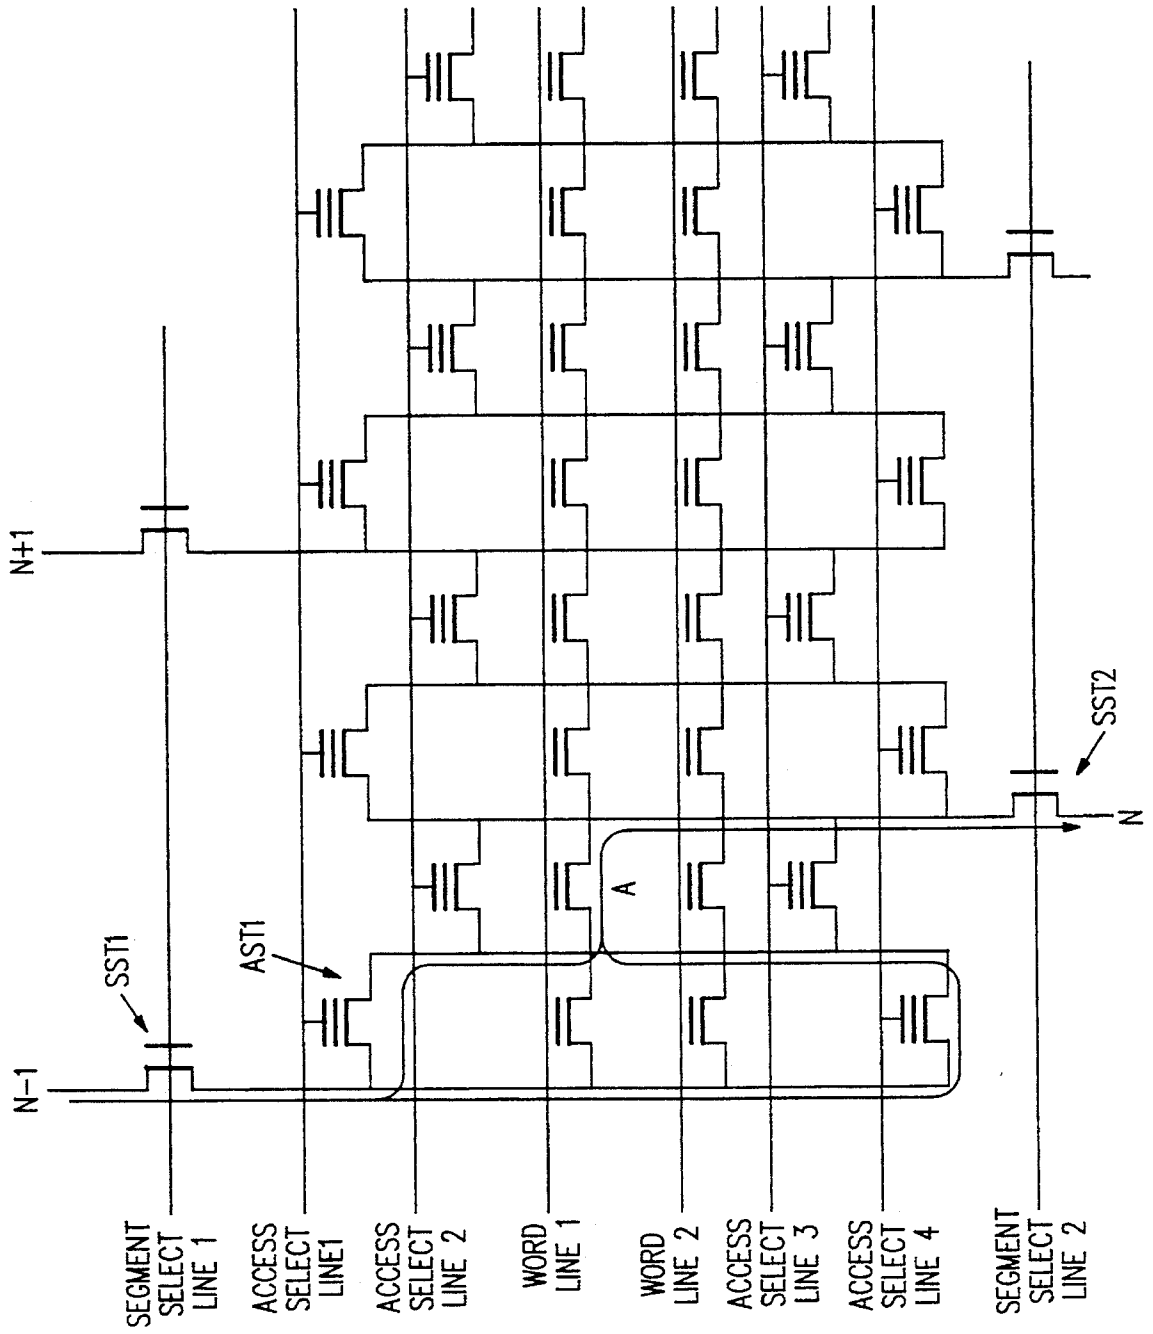 N+1
N-1
SST1
AST1
A
SST2
N
SEGMENT
SELECT
LINE 1
ACCESS
SELECT
LINE1
ACCESS
SELECT
LINE 2
WORD
LINE 1
WORD
LINE 2
ACCESS
SELECT
LINE 3
ACCESS
SELECT
LINE 4
SEGMENT
SELECT
LINE 2